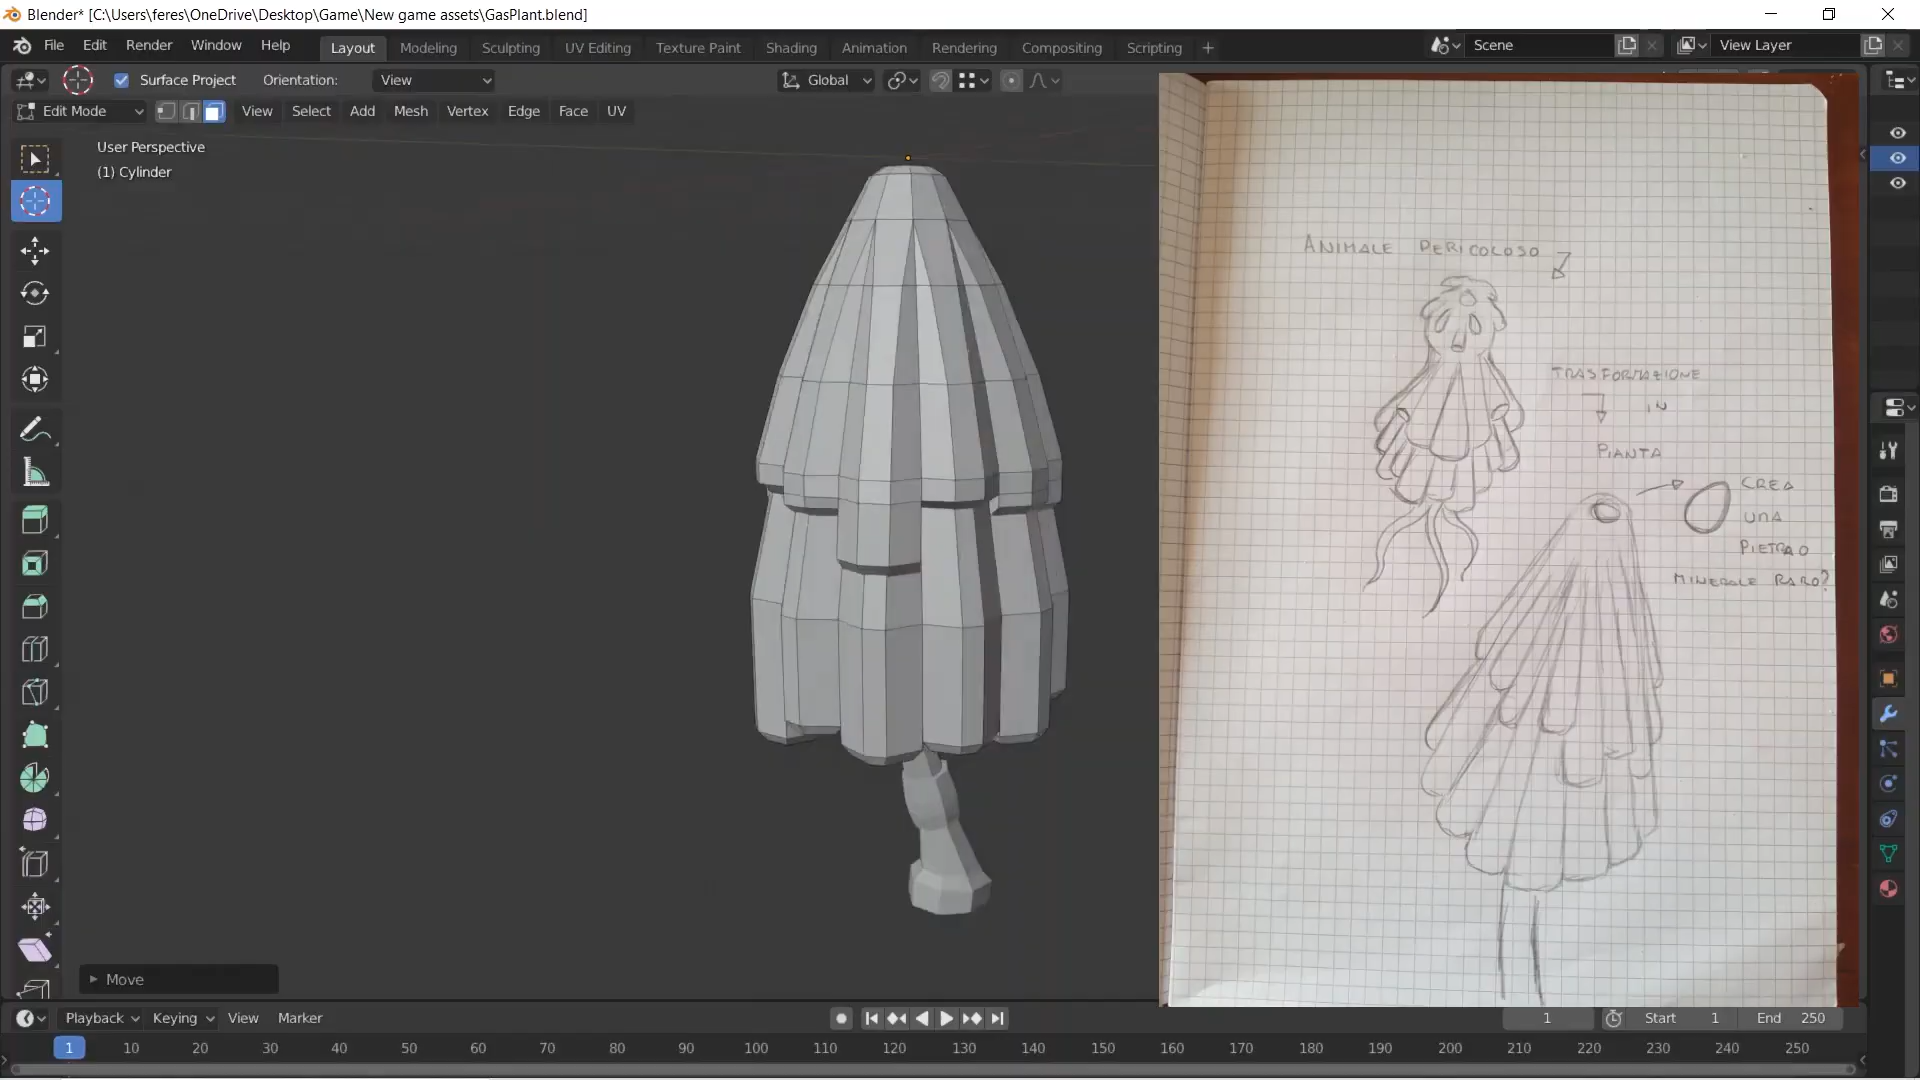 Blender* [C:\Users\feres\OneDrive\Desktop\Game\New game assets\GasPlant.blend]
File Edit Render Window Help Layout Modeling Sculpting UV Editing Texture Paint Shading Animation Rendering Compositing Scripting + Scene View Layer
Surface Project Orientation: View Global
Edit Mode View Select Add Mesh Vertex Edge Face UV
User Perspective
(1) Cylinder
ANIMALE PERICOLOSO
TRASFORMAZIONE
IN
PIANTA
CREA
UNA
PIETRA O
MINERALE RARO?
Move
Playback Keying View Marker 1 Start 1 End 250
1 10 20 30 40 50 60 70 80 90 100 110 120 130 140 150 160 170 180 190 200 210 220 230 240 250